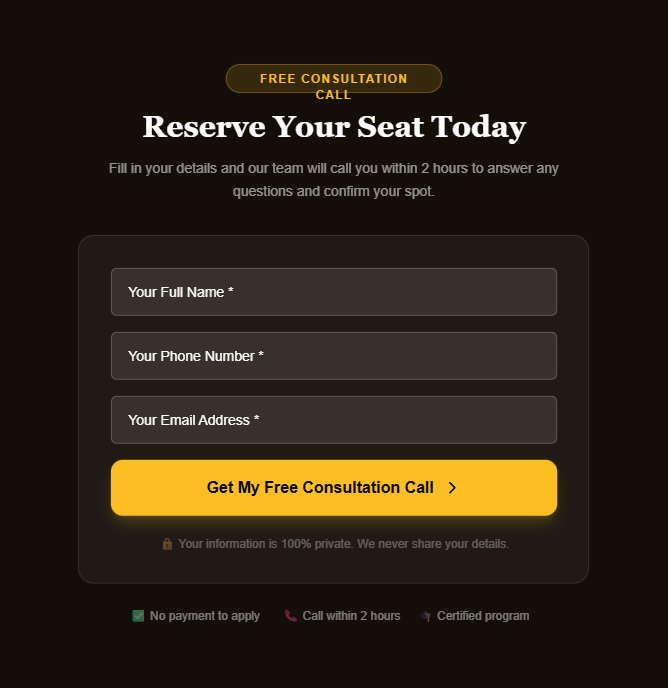 FREE CONSULTATION
CALL
Reserve Your Seat Today
Fill in your details and our team will call you within 2 hours to answer any
questions and confirm your spot.
Your Full Name *
Your Phone Number *
Your Email Address *
Get My Free Consultation Call
Your information is 100% private. We never share your details.
No payment to apply Call within 2 hours Certified program